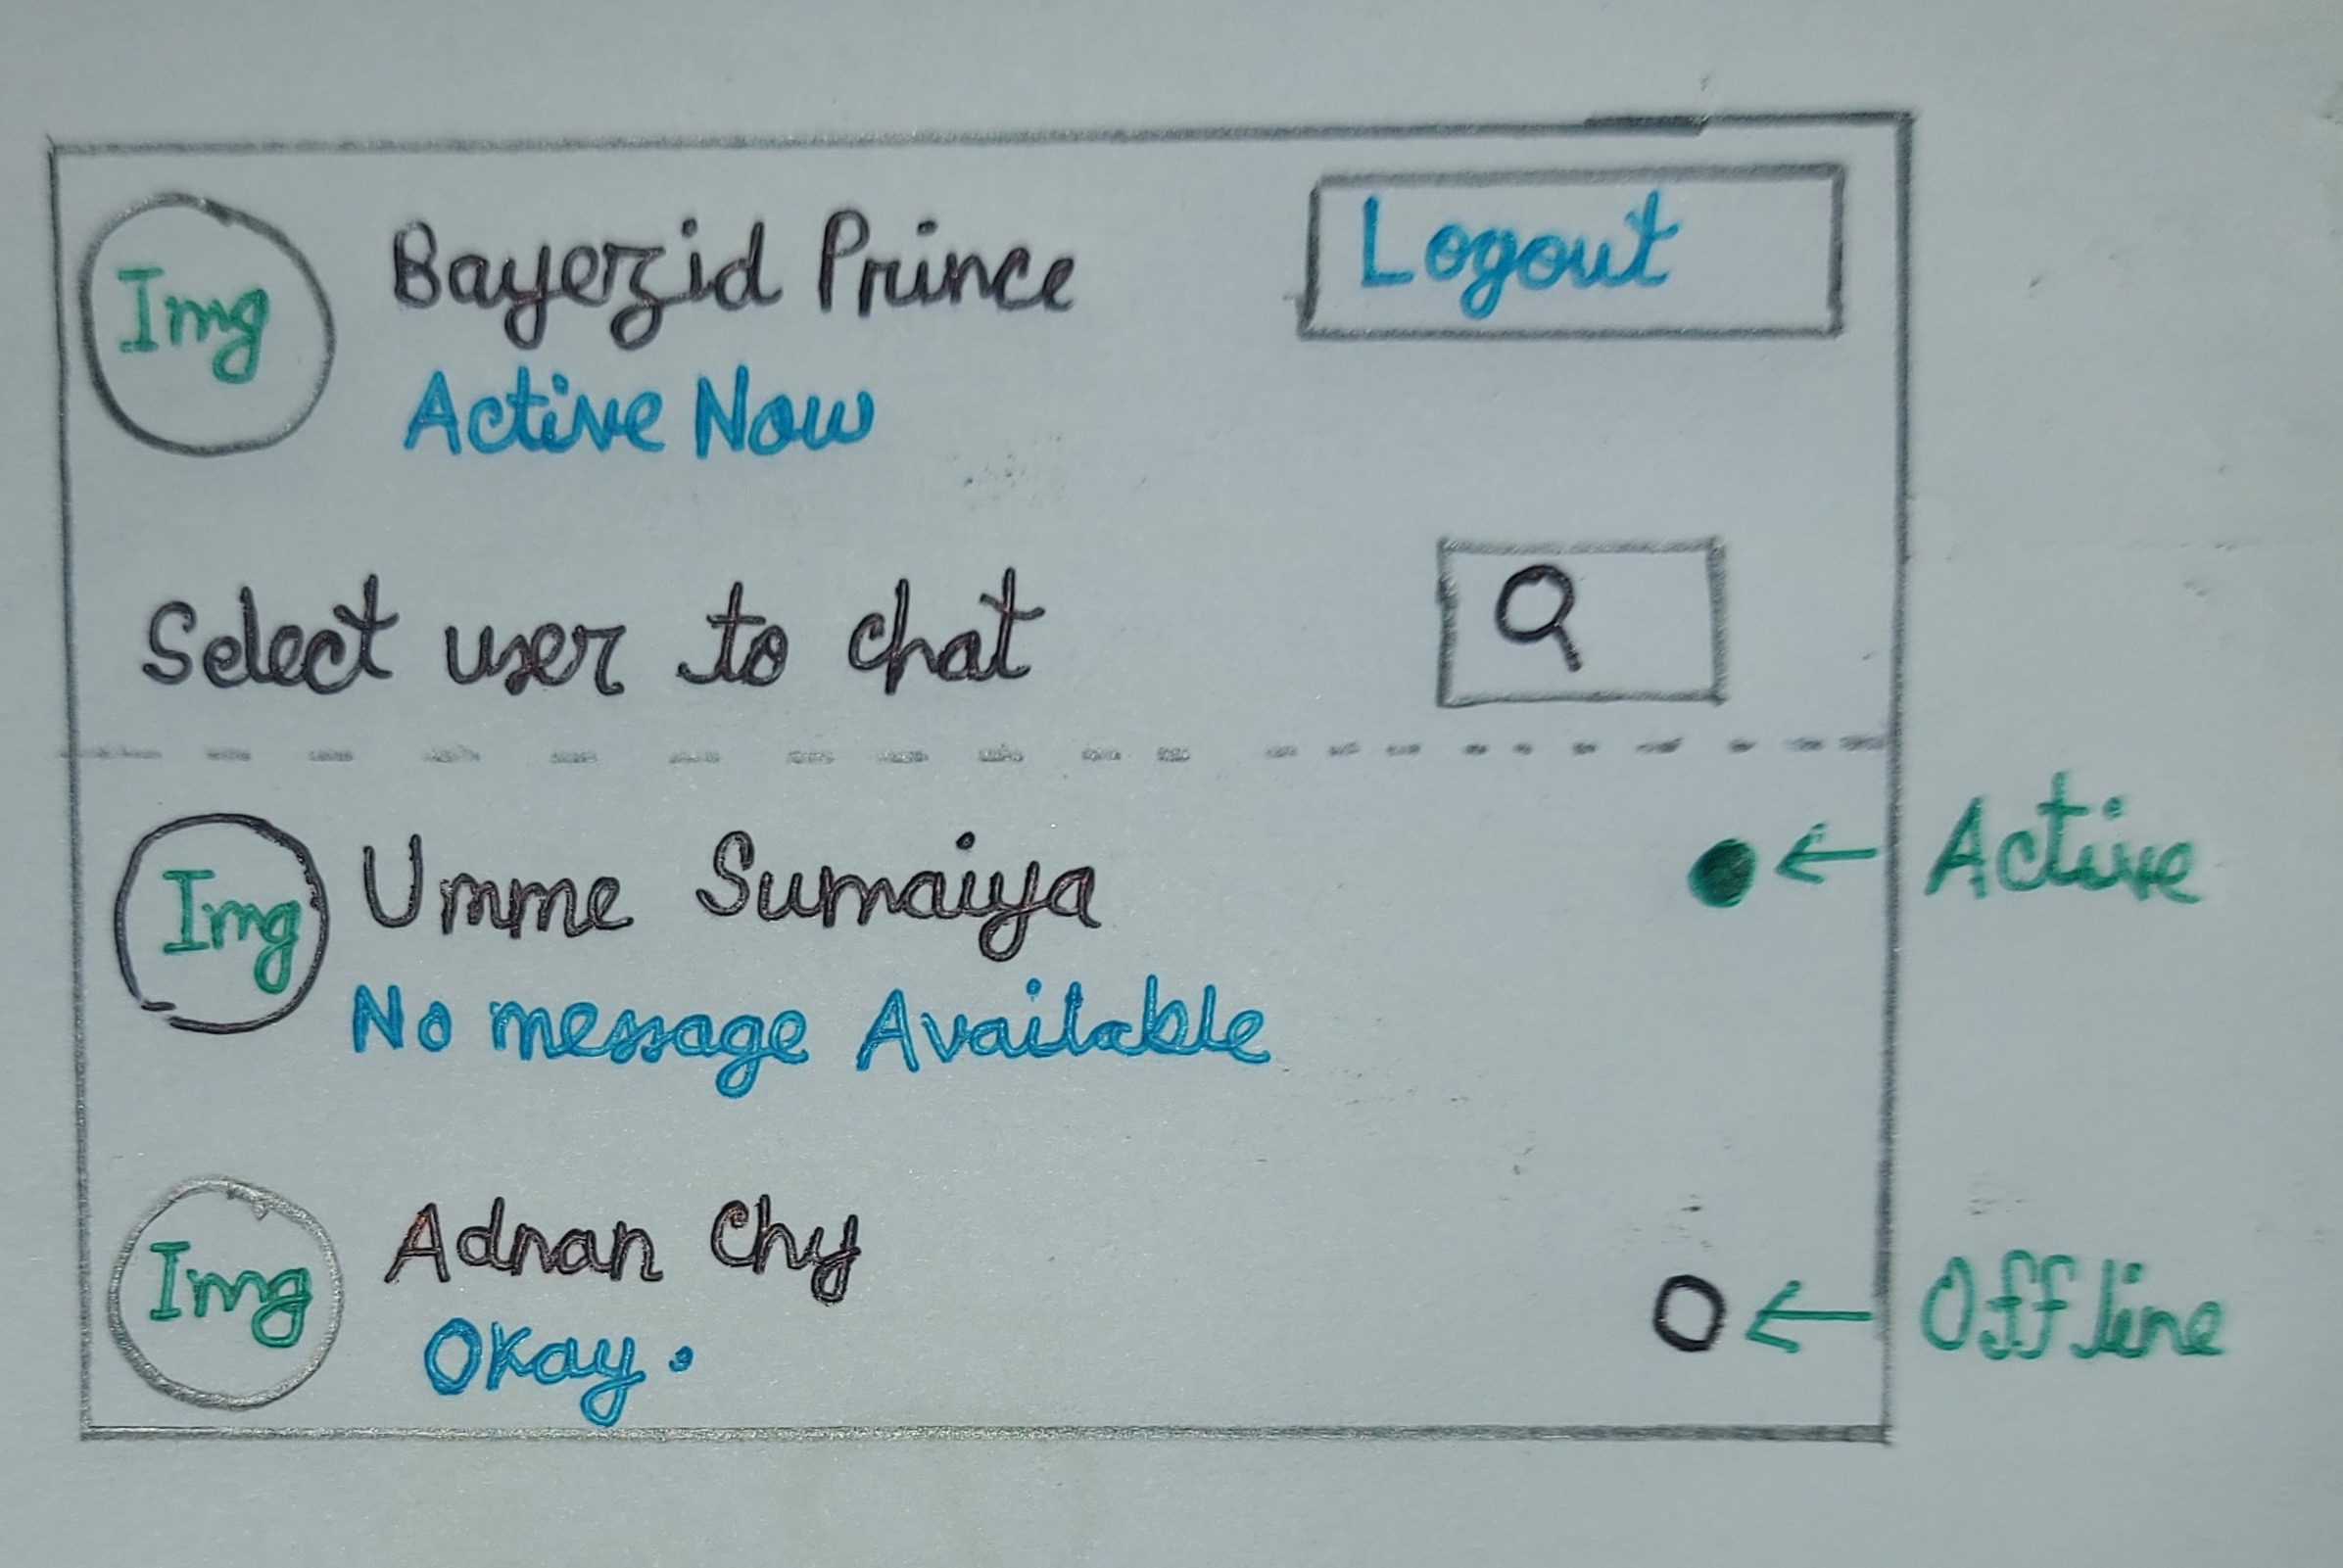 Img Bayezid Prince Logout
Active Now
Select user to chat
Img Umme Sumaiya Active
No message Available
Img Adnan Chy Offline
Okay.